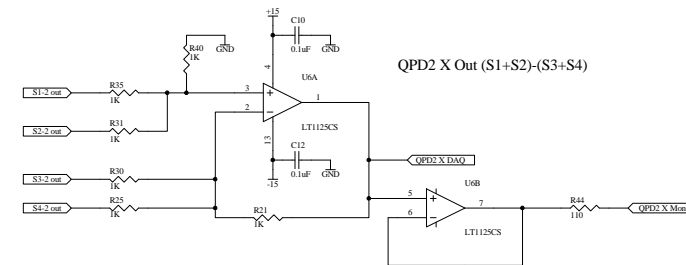 +15
C10
0.1uF
GND
R40
1K
GND
QPD2 X Out (S1+S2)-(S3+S4)
4
U6A
S1-2 out
R35
1K
3
2
1
S2-2 out
R31
1K
LT1125CS
13
C12
0.1uF
GND
-15
QPD2 X DAQ
S3-2 out
R30
1K
U6B
S4-2 out
R25
1K
R21
1K
5
6
7
R44
110
QPD2 X Mon
LT1125CS